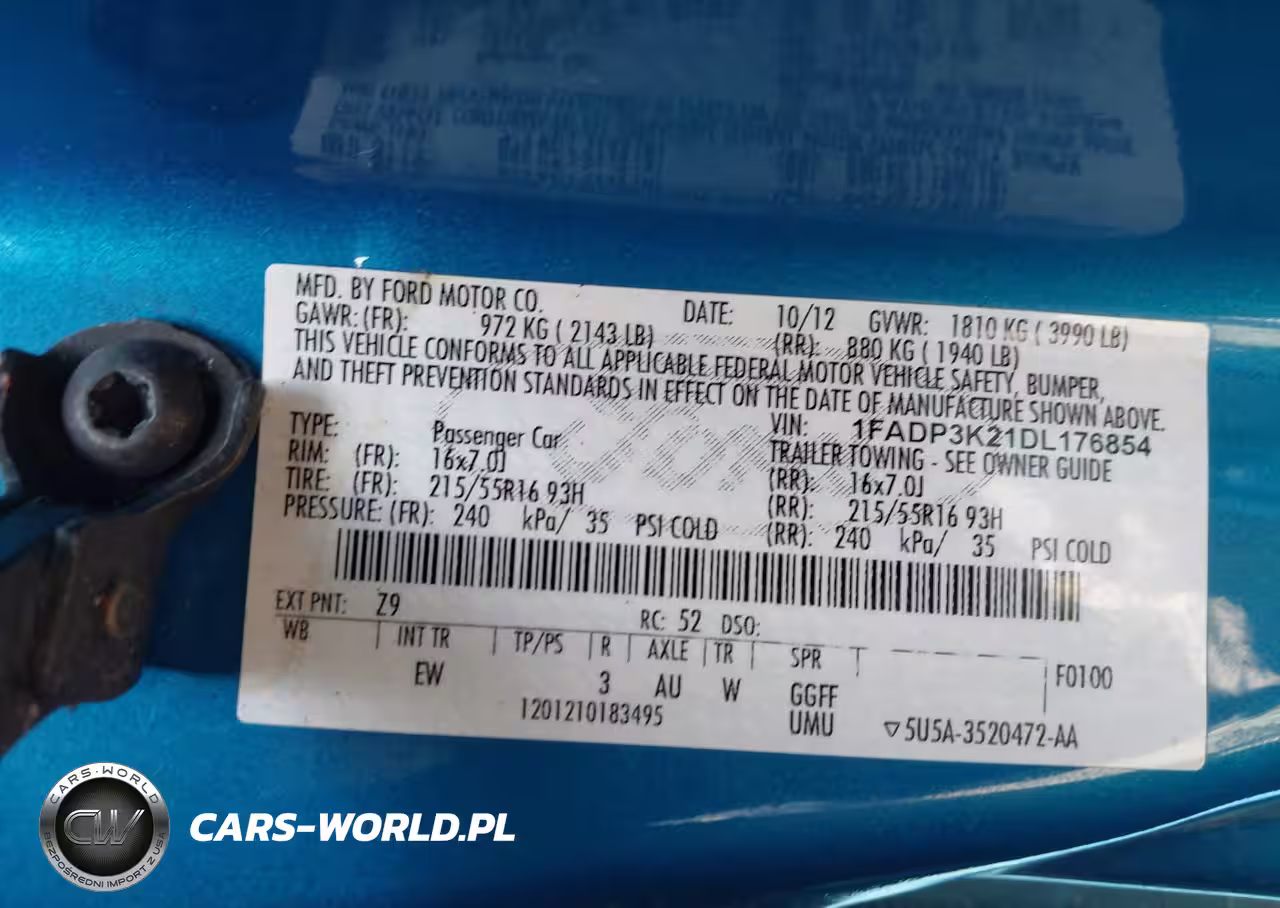 MFD. BY FORD MOTOR CO. DATE: 10/12 GVWR: 1810 KG ( 3990 LB)
GAWR: (FR): 972 KG ( 2143 LB) (RR): 880 KG ( 1940 LB)
THIS VEHICLE CONFORMS TO ALL APPLICABLE FEDERAL MOTOR VEHICLE SAFETY, BUMPER,
AND THEFT PREVENTION STANDARDS IN EFFECT ON THE DATE OF MANUFACTURE SHOWN ABOVE.
TYPE: Passenger Car VIN: 1FADP3K21DL176854
TRAILER TOWING - SEE OWNER GUIDE
RIM: (FR): 16x7.0J (RR): 16x7.0J
TIRE: (FR): 215/55R16 93H (RR): 215/55R16 93H
PRESSURE: (FR): 240 kPa/ 35 PSI COLD (RR): 240 kPa/ 35 PSI COLD
EXT PNT: Z9 RC: 52 DSO:
WB INT TR TP/PS R AXLE TR SPR F0100
EW 3 AU W GGFF
1201210183495 UMU ▽5U5A-3520472-AA
CARS-WORLD
CW
BEZPOŚREDNI IMPORT Z USA
CARS-WORLD.PL